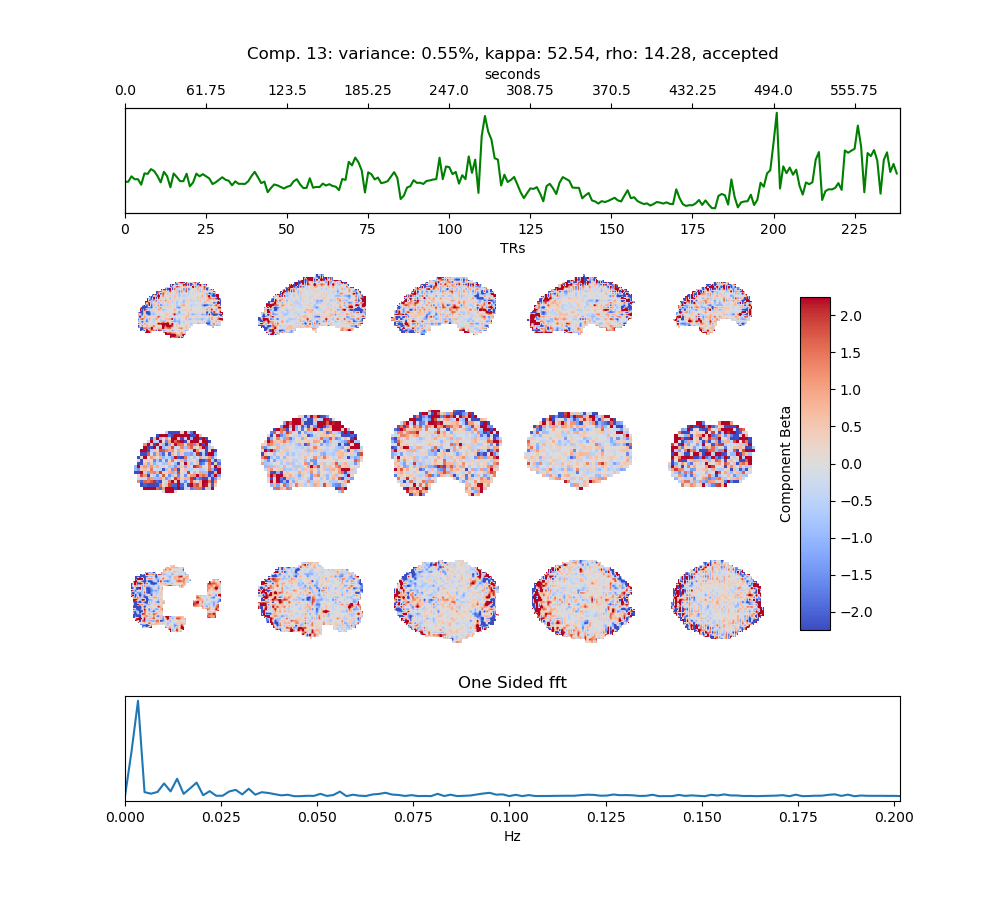 Comp. 13: variance: 0.55%, kappa: 52.54, rho: 14.28, accepted
seconds
0.0 61.75 123.5 185.25 247.0 308.75 370.5 432.25 494.0 555.75
0 25 50 75 100 125 150 175 200 225
TRs
2.0
1.5
1.0
0.5
0.0
−0.5
−1.0
−1.5
−2.0
Component Beta
One Sided fft
0.000 0.025 0.050 0.075 0.100 0.125 0.150 0.175 0.200
Hz